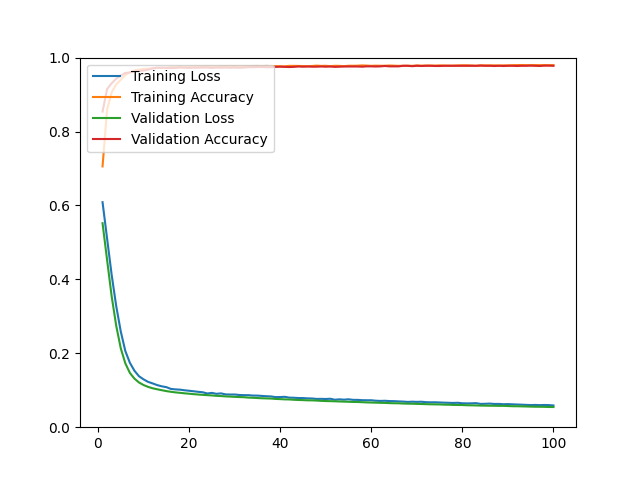 Training Loss
Training Accuracy
Validation Loss
Validation Accuracy
1.0
0.8
0.6
0.4
0.2
0.0
0 20 40 60 80 100